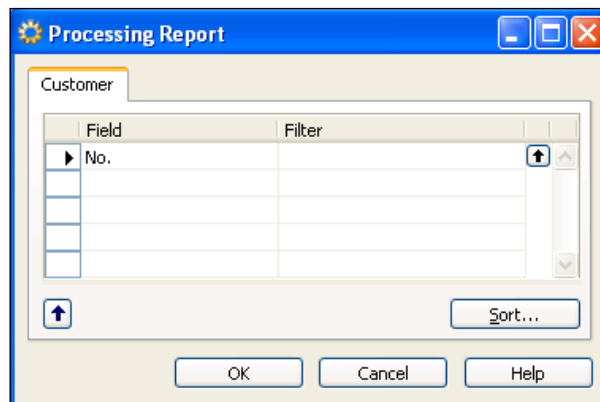 Processing Report
Customer
Field Filter
No.
Sort...
OK Cancel Help